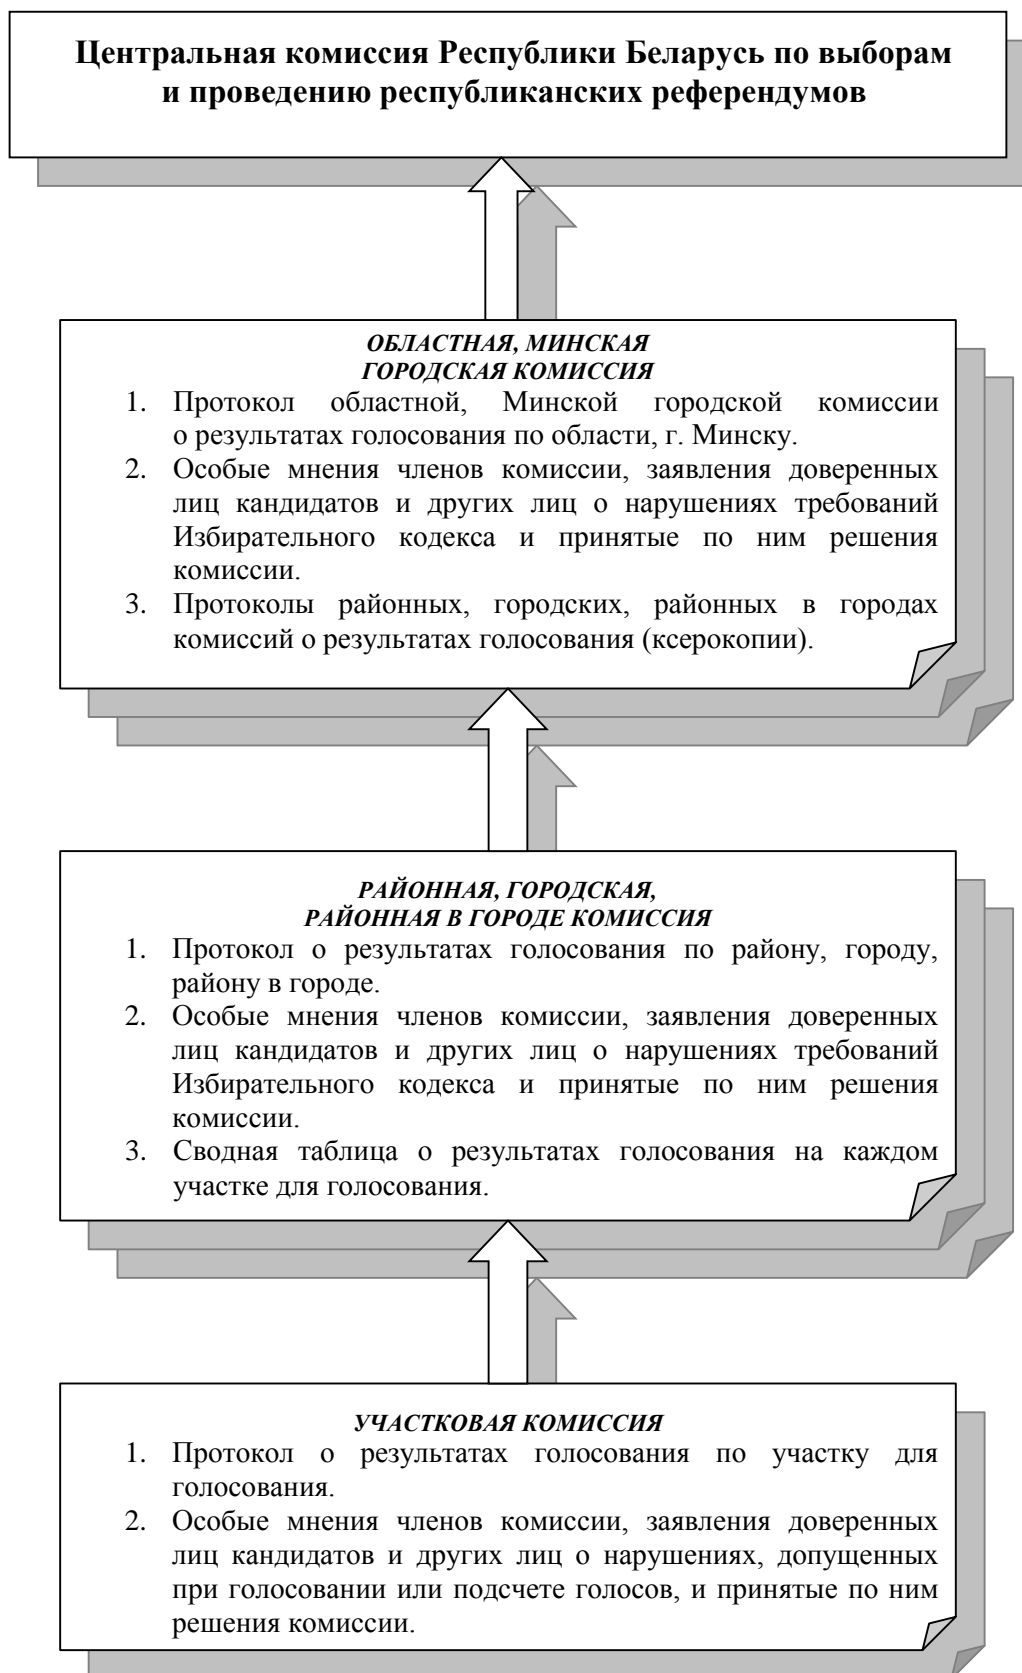 Центральная комиссия Республики Беларусь по выборам
и проведению республиканских референдумов
ОБЛАСТНАЯ, МИНСКАЯ
ГОРОДСКАЯ КОМИССИЯ
1. Протокол областной, Минской городской комиссии
о результатах голосования по области, г. Минску.
2. Особые мнения членов комиссии, заявления доверенных
лиц кандидатов и других лиц о нарушениях требований
Избирательного кодекса и принятые по ним решения
комиссии.
3. Протоколы районных, городских, районных в городах
комиссий о результатах голосования (ксерокопии).
РАЙОННАЯ, ГОРОДСКАЯ,
РАЙОННАЯ В ГОРОДЕ КОМИССИЯ
1. Протокол о результатах голосования по району, городу,
району в городе.
2. Особые мнения членов комиссии, заявления доверенных
лиц кандидатов и других лиц о нарушениях требований
Избирательного кодекса и принятые по ним решения
комиссии.
3. Сводная таблица о результатах голосования на каждом
участке для голосования.
УЧАСТКОВАЯ КОМИССИЯ
1. Протокол о результатах голосования по участку для
голосования.
2. Особые мнения членов комиссии, заявления доверенных
лиц кандидатов и других лиц о нарушениях, допущенных
при голосовании или подсчете голосов, и принятые по ним
решения комиссии.